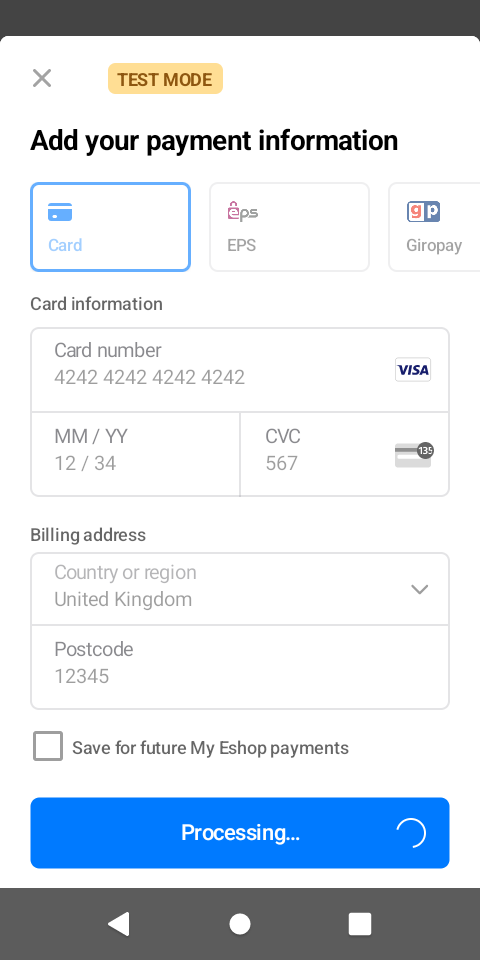 TEST MODE
Add your payment information
eps
gp
Card
EPS
Giropay
Card information
Card number
4242 4242 4242 4242
VISA
MM / YY
CVC
12 / 34
567
135
Billing address
Country or region
United Kingdom
Postcode
12345
Save for future My Eshop payments
Processing...